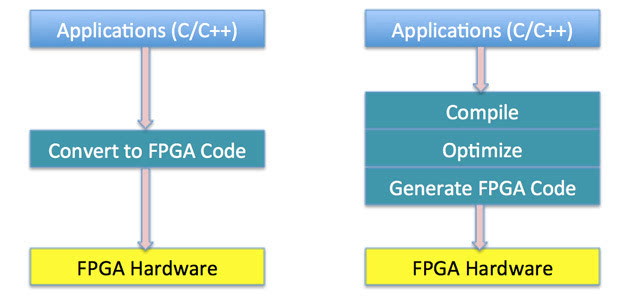 Applications (C/C++)
Convert to FPGA Code
FPGA Hardware
Applications (C/C++)
Compile
Optimize
Generate FPGA Code
FPGA Hardware